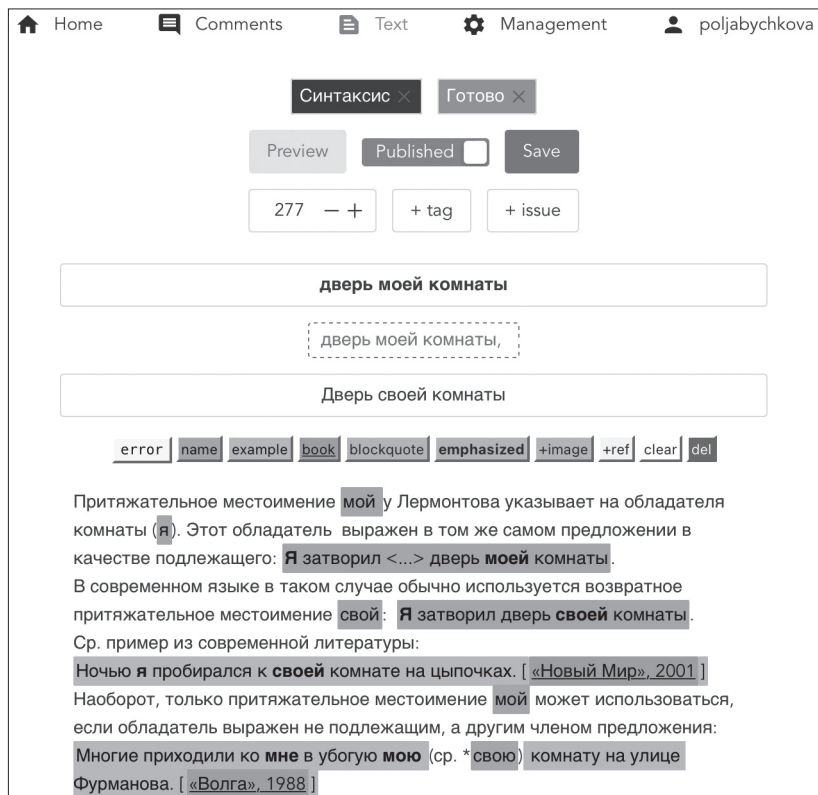 Home Comments Text Management poljabychkova
Синтаксис × Готово ×
Preview Published Save
277 − + + tag + issue
дверь моей комнаты
дверь моей комнаты,
Дверь своей комнаты
error name example book blockquote emphasized +image +ref clear del
Притяжательное местоимение мой у Лермонтова указывает на обладателя
комнаты (я). Этот обладатель выражен в том же самом предложении в
качестве подлежащего: Я затворил <...> дверь моей комнаты.
В современном языке в таком случае обычно используется возвратное
притяжательное местоимение свой: Я затворил дверь своей комнаты.
Ср. пример из современной литературы:
Ночью я пробирался к своей комнате на цыпочках. [ «Новый Мир», 2001 ]
Наоборот, только притяжательное местоимение мой может использоваться,
если обладатель выражен не подлежащим, а другим членом предложения:
Многие приходили ко мне в убогую мою (ср. *свою) комнату на улице
Фурманова. [ «Волга», 1988 ]